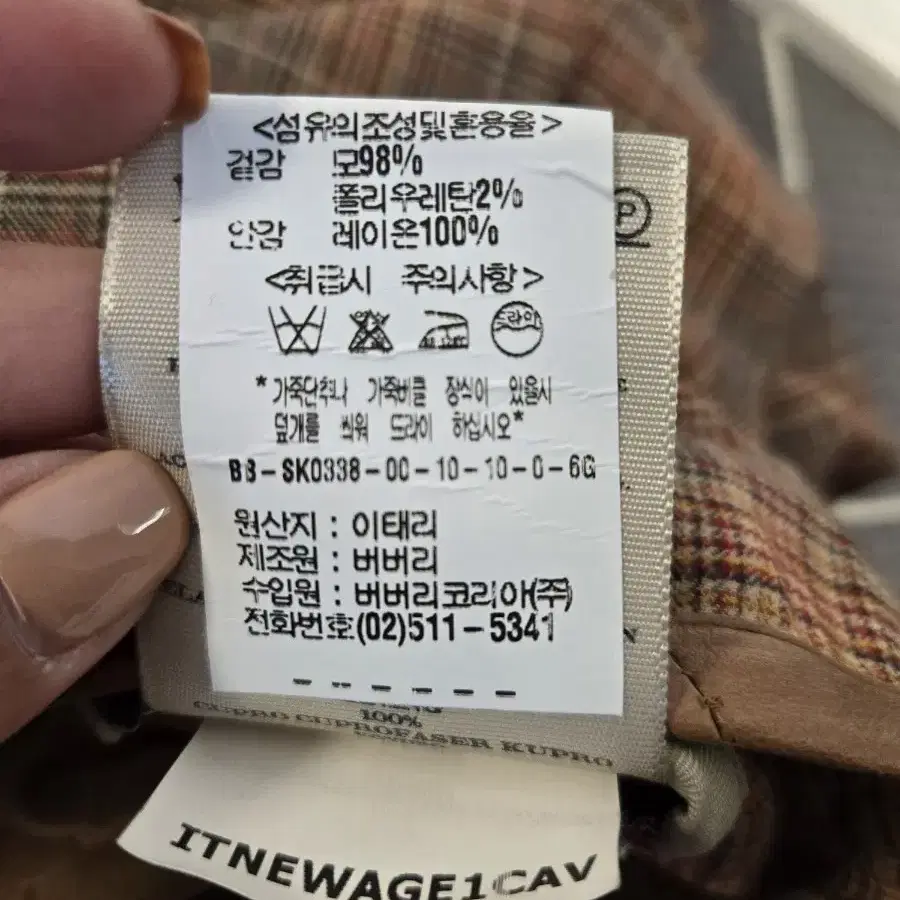 <섬유의조성및혼용율>
겉감 모98%
폴리우레탄2%
안감 레이온100%
<취급시 주의사항>
드라이
*가죽단추나 가죽버클 장식이 있을시
덮개를 씌워 드라이 하십시오*
BB-SK0338-00-10-10-0-6G
원산지 : 이태리
제조원 : 버버리
수입원 : 버버리코리아(주)
전화번호(02)511-5341
P
100%
CUPRO CUPROFASER KUPRO
ITNEWAGE1CAV